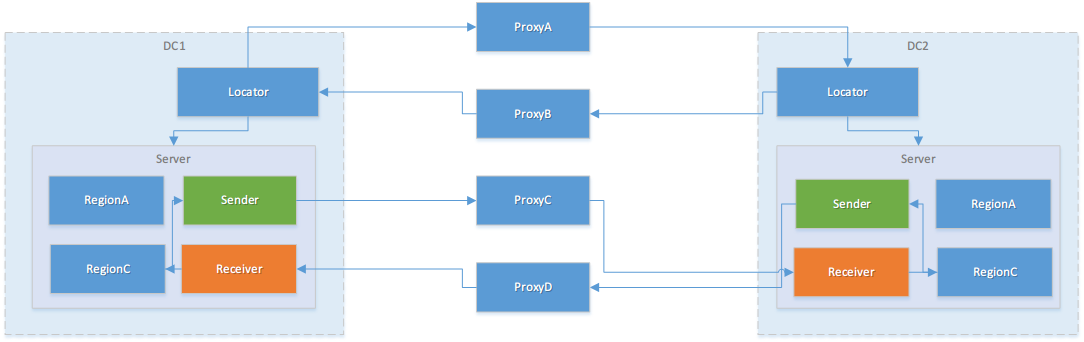 ProxyA
DC1
DC2
Locator
Locator
ProxyB
Server
Server
RegionA
Sender
ProxyC
Sender
RegionA
RegionC
Receiver
ProxyD
Receiver
RegionC